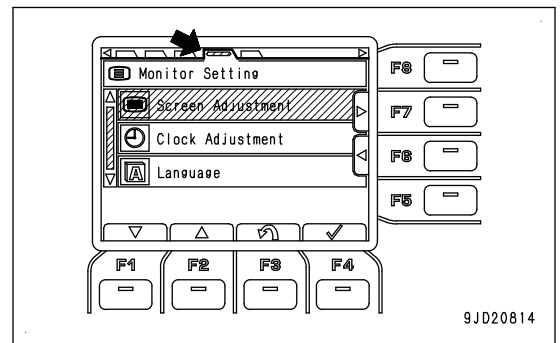 Monitor Setting
F8
Screen Adjustment
F7
Clock Adjustment
F6
A Language
F5
F1 F2 F3 F4
9JD20814